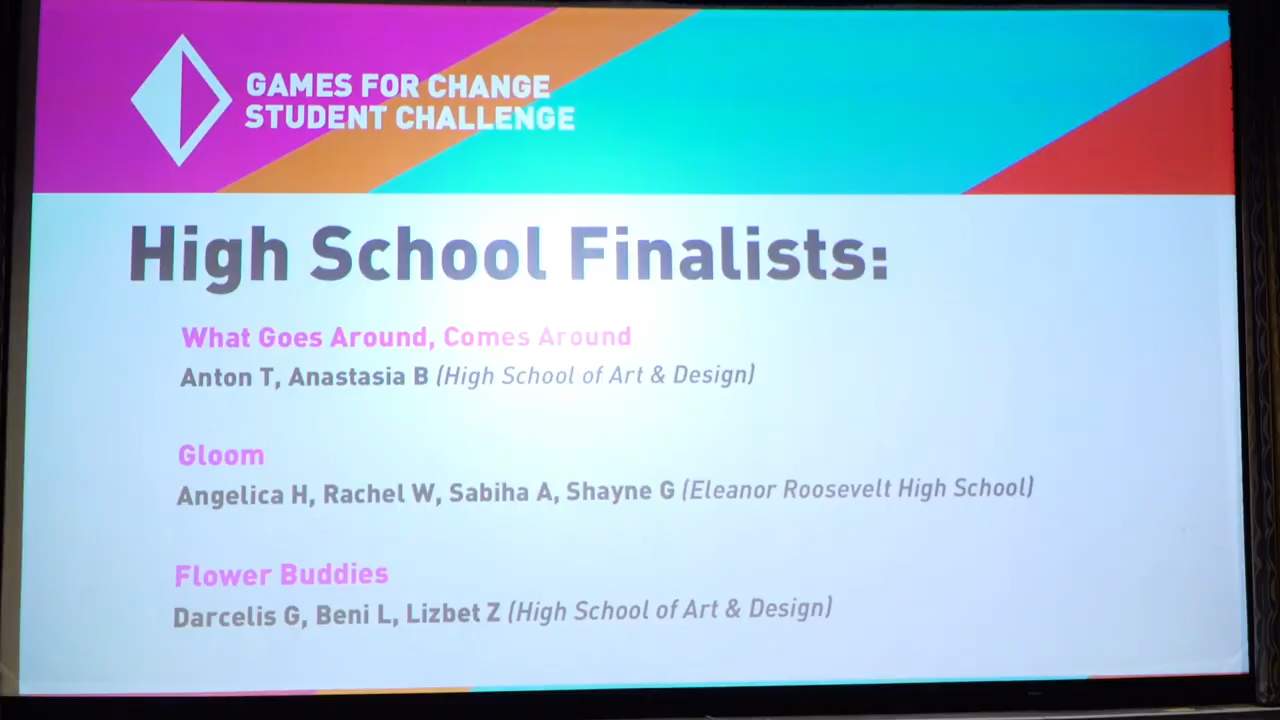 GAMES FOR CHANGE
STUDENT CHALLENGE
High School Finalists:
What Goes Around, Comes Around
Anton T, Anastasia B (High School of Art & Design)
Gloom
Angelica H, Rachel W, Sabiha A, Shayne G (Eleanor Roosevelt High School)
Flower Buddies
Darcelis G, Beni L, Lizbet Z (High School of Art & Design)